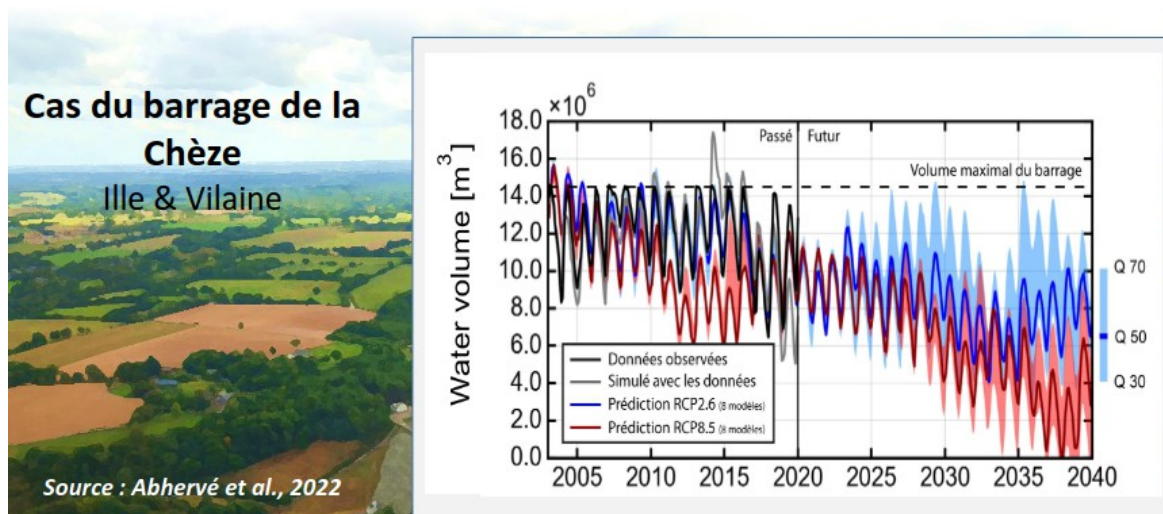 Cas du barrage de la
Chèze
Ille & Vilaine
Source : Abhervé et al., 2022
×10⁶
Water volume [m³]
18.0
16.0
14.0
12.0
10.0
8.0
6.0
4.0
2.0
0.0
Passé
Futur
Volume maximal du barrage
Données observées
Simulé avec les données
Prédiction RCP2.6 (8 modèles)
Prédiction RCP8.5 (8 modèles)
Q 70
Q 50
Q 30
2005
2010
2015
2020
2025
2030
2035
2040